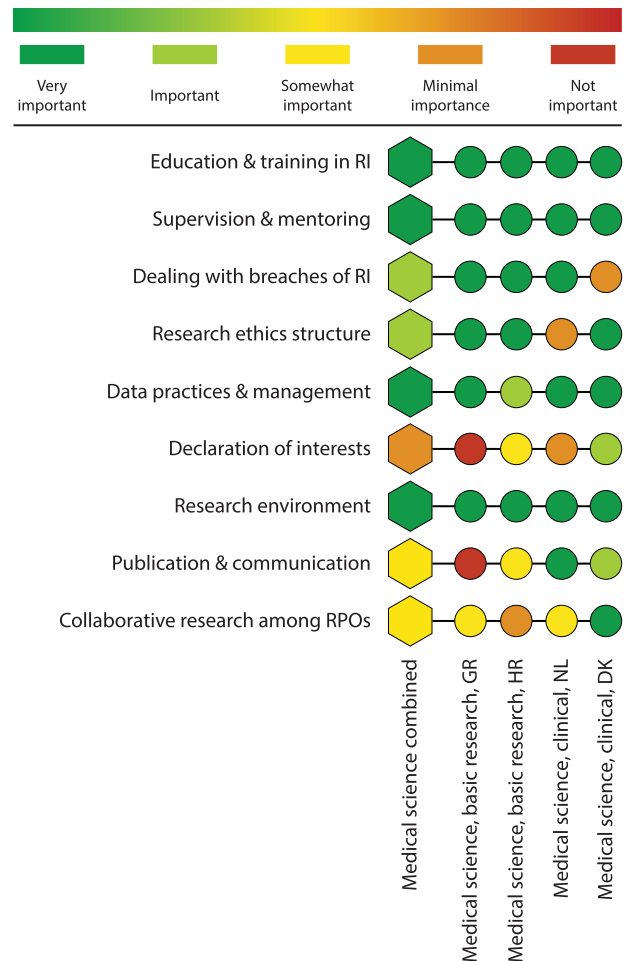 Very
important
Important
Somewhat
important
Minimal
importance
Not
important
Education & training in RI
Supervision & mentoring
Dealing with breaches of RI
Research ethics structure
Data practices & management
Declaration of interests
Research environment
Publication & communication
Collaborative research among RPOs
Medical science combined
Medical science, basic research, GR
Medical science, basic research, HR
Medical science, clinical, NL
Medical science, clinical, DK